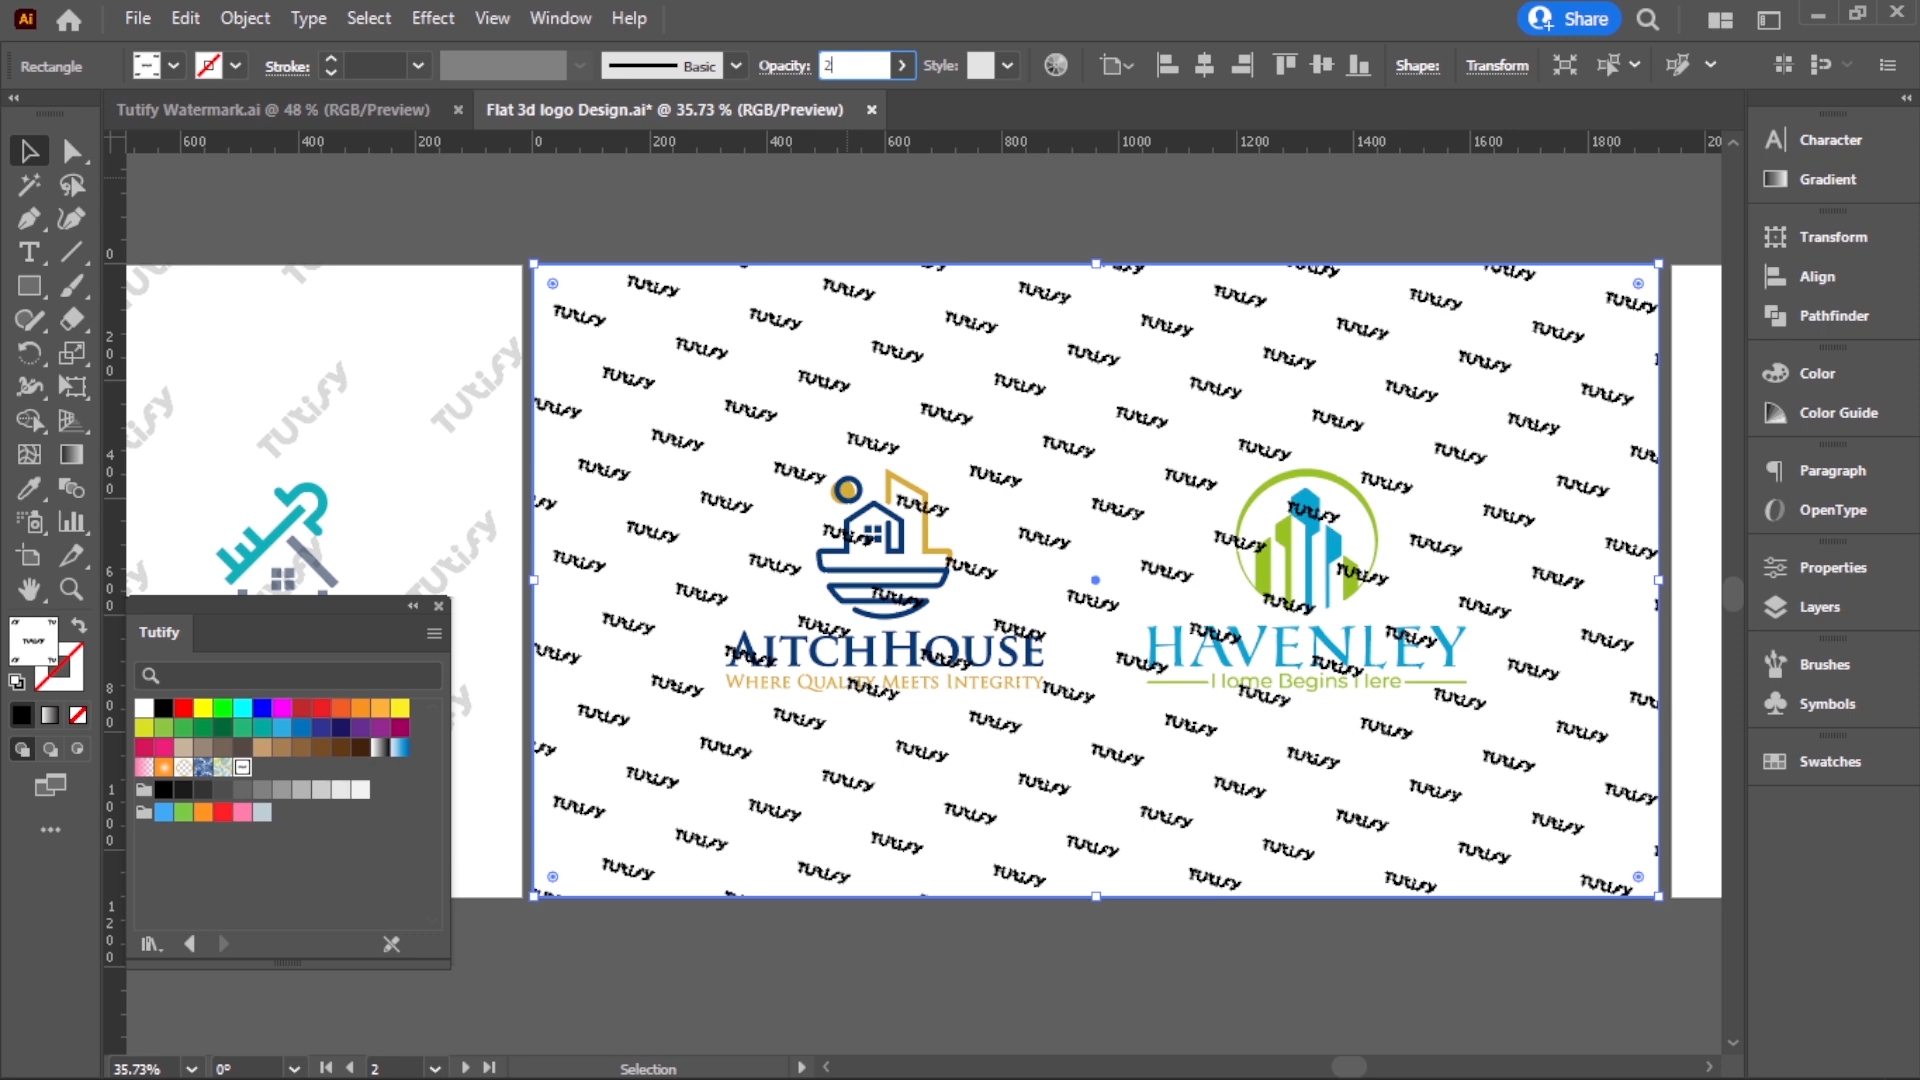 Ai File Edit Object Type Select Effect View Window Help Share
Rectangle Stroke: Basic Opacity: 2 Style: Shape: Transform
Tutify Watermark.ai @ 48 % (RGB/Preview) × Flat 3d logo Design.ai* @ 35.73 % (RGB/Preview) ×
600 400 200 0 200 400 600 800 1000 1200 1400 1600 1800 20
Character
Gradient
Transform
Align
Pathfinder
Color
Color Guide
Paragraph
OpenType
Properties
Layers
Brushes
Symbols
Swatches
Tutify
TUtify
AITCHHOUSE
WHERE QUALITY MEETS INTEGRITY
HAVENLEY
Home Begins Here
35.73% 0° 2 Selection